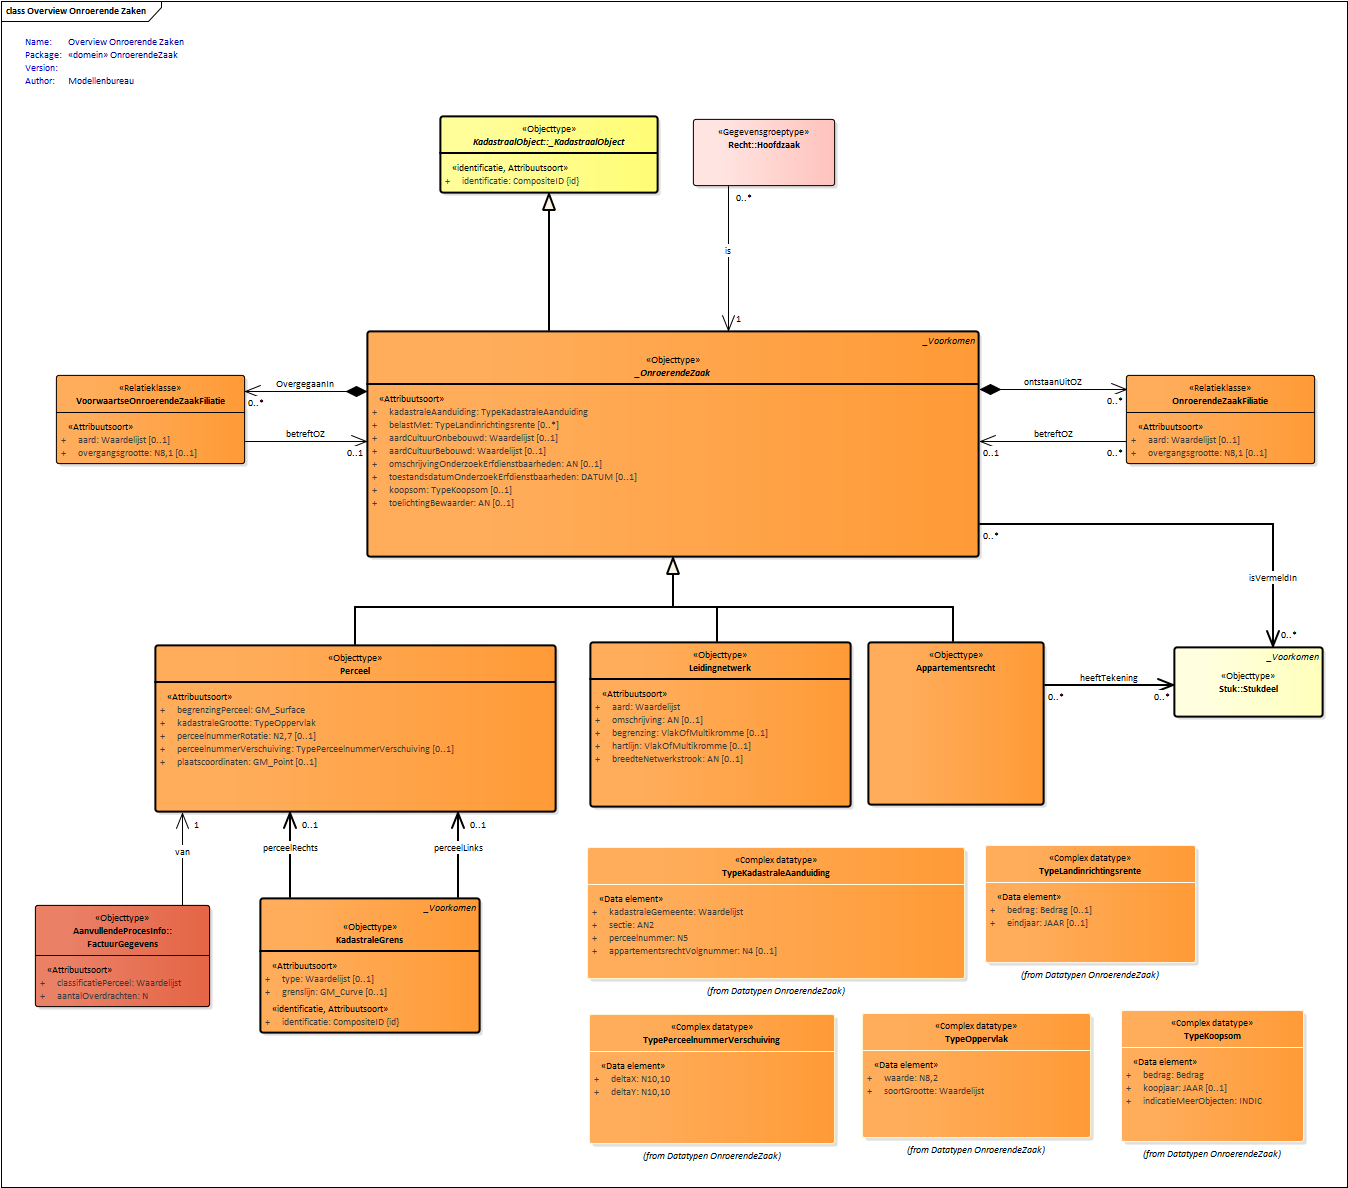 class Overview Onroerende Zaken
Name: Overview Onroerende Zaken
Package: «domein» OnroerendeZaak
Version:
Author: Modellenbureau
«Objecttype»
KadastraalObject::_KadastraalObject
«identificatie, Attribuutsoort»
+ identificatie: CompositeID {id}
«Gegevensgroeptype»
Recht::Hoofdzaak
0..*
is
1
_Voorkomen
«Objecttype»
_OnroerendeZaak
«Attribuutsoort»
+ kadastraleAanduiding: TypeKadastraleAanduiding
+ belastMet: TypeLandinrichtingsrente [0..*]
+ aardCultuurOnbebouwd: Waardelijst [0..1]
+ aardCultuurBebouwd: Waardelijst [0..1]
+ omschrijvingOnderzoekErfdienstbaarheden: AN [0..1]
+ toestandsdatumOnderzoekErfdienstbaarheden: DATUM [0..1]
+ koopsom: TypeKoopsom [0..1]
+ toelichtingBewaarder: AN [0..1]
«Relatieklasse»
VoorwaartseOnroerendeZaakFiliatie
«Attribuutsoort»
+ aard: Waardelijst [0..1]
+ overgangsgrootte: N8,1 [0..1]
OvergegaanIn
0..*
betreftOZ
0..1
ontstaanUitOZ
0..*
betreftOZ
0..1
0..*
«Relatieklasse»
OnroerendeZaakFiliatie
«Attribuutsoort»
+ aard: Waardelijst [0..1]
+ overgangsgrootte: N8,1 [0..1]
0..*
isVermeldIn
0..*
«Objecttype»
Perceel
«Attribuutsoort»
+ begrenzingPerceel: GM_Surface
+ kadastraleGrootte: TypeOppervlak
+ perceelnummerRotatie: N2,7 [0..1]
+ perceelnummerVerschuiving: TypePerceelnummerVerschuiving [0..1]
+ plaatscoordinaten: GM_Point [0..1]
«Objecttype»
Leidingnetwerk
«Attribuutsoort»
+ aard: Waardelijst
+ omschrijving: AN [0..1]
+ begrenzing: VlakOfMultikromme [0..1]
+ hartlijn: VlakOfMultikromme [0..1]
+ breedteNetwerkstrook: AN [0..1]
«Objecttype»
Appartementsrecht
heeftTekening
0..*
0..*
_Voorkomen
«Objecttype»
Stuk::Stukdeel
1
van
0..1
perceelRechts
0..1
perceelLinks
«Objecttype»
AanvullendeProcesInfo::
FactuurGegevens
«Attribuutsoort»
+ classificatiePerceel: Waardelijst
+ aantalOverdrachten: N
_Voorkomen
«Objecttype»
KadastraleGrens
«Attribuutsoort»
+ type: Waardelijst [0..1]
+ grenslijn: GM_Curve [0..1]
«identificatie, Attribuutsoort»
+ identificatie: CompositeID {id}
«Complex datatype»
TypeKadastraleAanduiding
«Data element»
+ kadastraleGemeente: Waardelijst
+ sectie: AN2
+ perceelnummer: N5
+ appartementsrechtVolgnummer: N4 [0..1]
(from Datatypen OnroerendeZaak)
«Complex datatype»
TypeLandinrichtingsrente
«Data element»
+ bedrag: Bedrag [0..1]
+ eindjaar: JAAR [0..1]
(from Datatypen OnroerendeZaak)
«Complex datatype»
TypePerceelnummerVerschuiving
«Data element»
+ deltaX: N10,10
+ deltaY: N10,10
(from Datatypen OnroerendeZaak)
«Complex datatype»
TypeOppervlak
«Data element»
+ waarde: N8,2
+ soortGrootte: Waardelijst
(from Datatypen OnroerendeZaak)
«Complex datatype»
TypeKoopsom
«Data element»
+ bedrag: Bedrag
+ koopjaar: JAAR [0..1]
+ indicatieMeerObjecten: INDIC
(from Datatypen OnroerendeZaak)